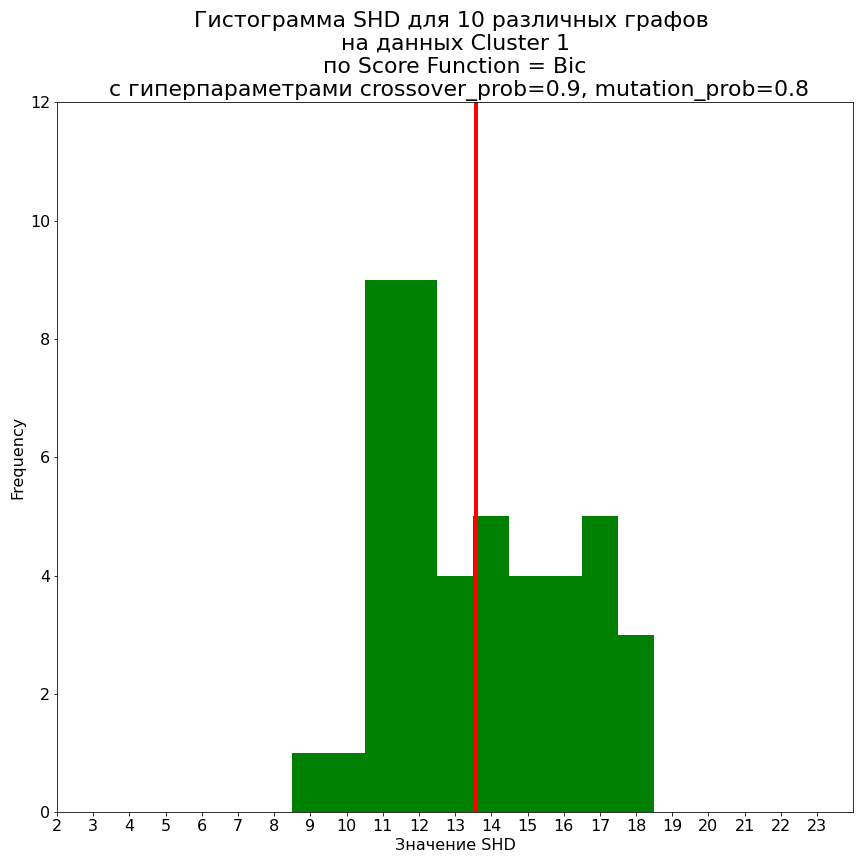 Гистограмма SHD для 10 различных графов
на данных Cluster 1
по Score Function = Bic
с гиперпараметрами crossover_prob=0.9, mutation_prob=0.8
12
10
8
6
4
2
0
Frequency
2 3 4 5 6 7 8 9 10 11 12 13 14 15 16 17 18 19 20 21 22 23
Значение SHD